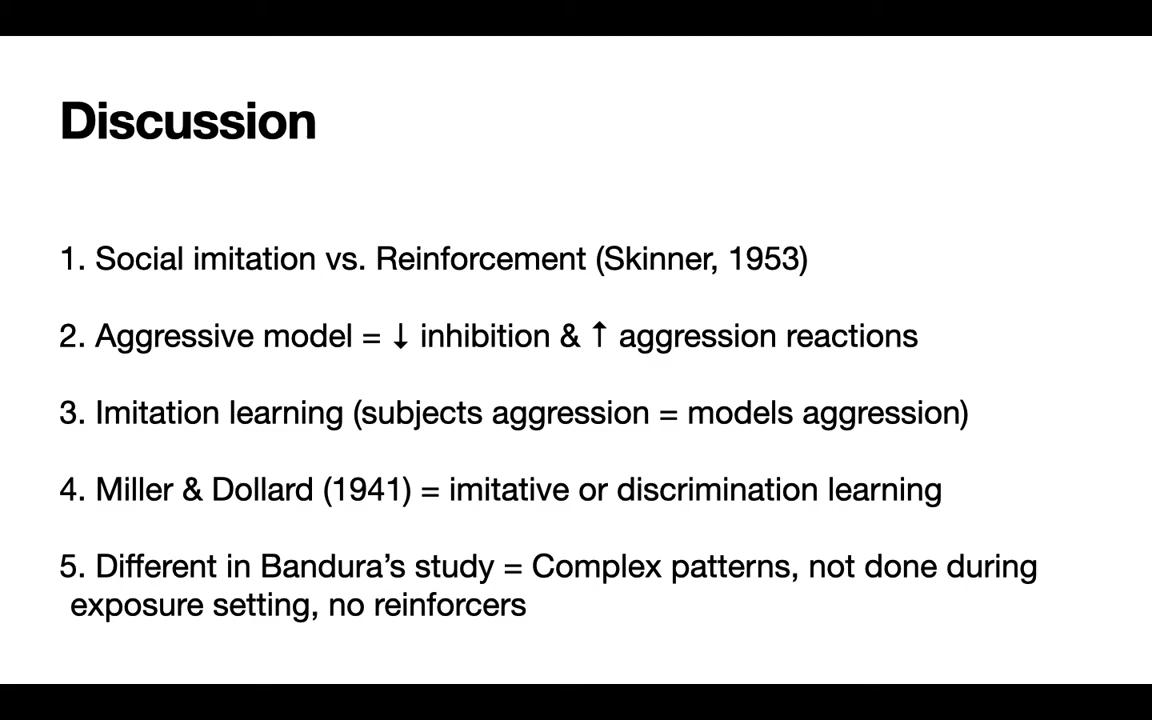 Discussion
1. Social imitation vs. Reinforcement (Skinner, 1953)
2. Aggressive model = ↓ inhibition & ↑ aggression reactions
3. Imitation learning (subjects aggression = models aggression)
4. Miller & Dollard (1941) = imitative or discrimination learning
5. Different in Bandura’s study = Complex patterns, not done during
exposure setting, no reinforcers